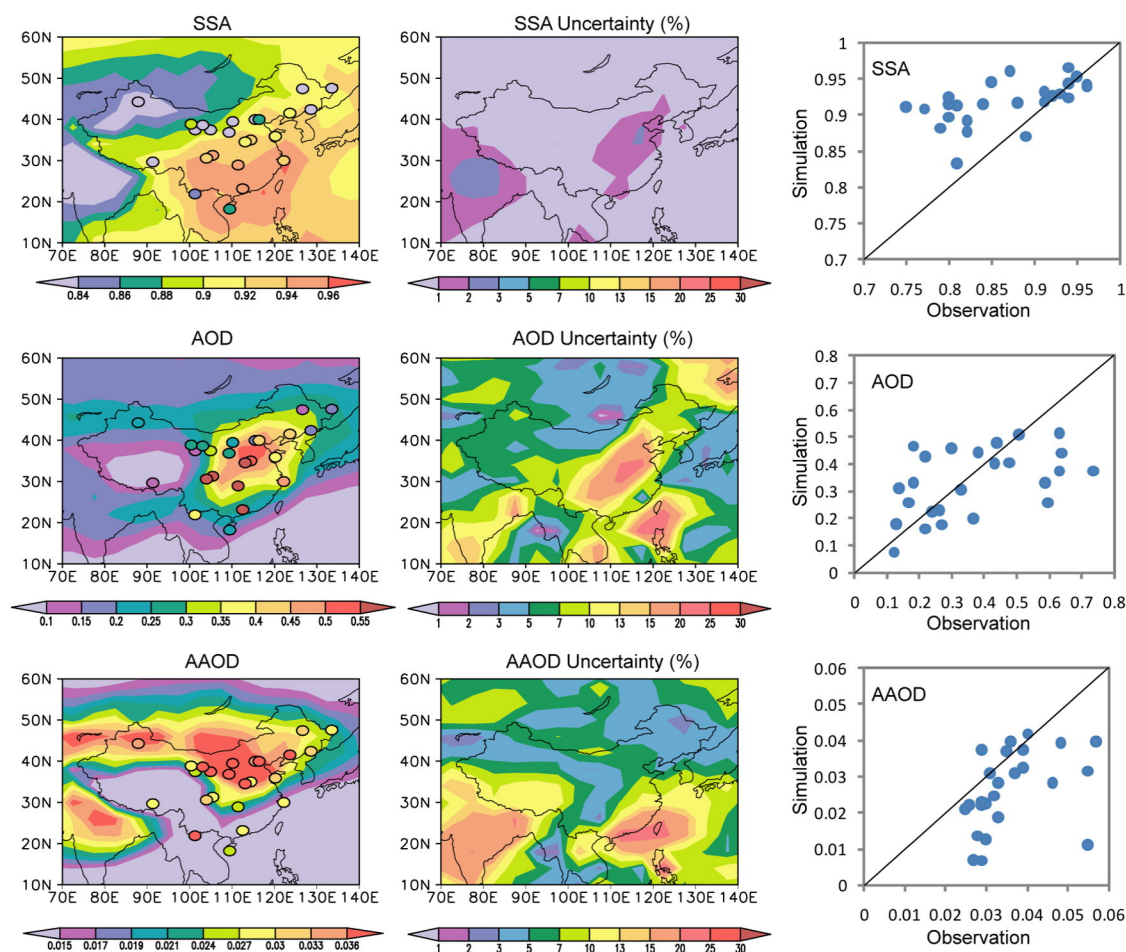 SSA
SSA Uncertainty (%)
60N
50N
40N
30N
20N
10N
70E 80E 90E 100E 110E 120E 130E 140E
0.84 0.86 0.88 0.9 0.92 0.94 0.96
60N
50N
40N
30N
20N
10N
70E 80E 90E 100E 110E 120E 130E 140E
1 2 3 5 7 10 13 15 20 25 30
SSA
Simulation
1
0.95
0.9
0.85
0.8
0.75
0.7
0.7 0.75 0.8 0.85 0.9 0.95 1
Observation
AOD
AOD Uncertainty (%)
60N
50N
40N
30N
20N
10N
70E 80E 90E 100E 110E 120E 130E 140E
0.1 0.15 0.2 0.25 0.3 0.35 0.4 0.45 0.5 0.55
60N
50N
40N
30N
20N
10N
70E 80E 90E 100E 110E 120E 130E 140E
1 2 3 5 7 10 13 15 20 25 30
AOD
Simulation
0.8
0.7
0.6
0.5
0.4
0.3
0.2
0.1
0
0 0.1 0.2 0.3 0.4 0.5 0.6 0.7 0.8
Observation
AAOD
AAOD Uncertainty (%)
60N
50N
40N
30N
20N
10N
70E 80E 90E 100E 110E 120E 130E 140E
0.015 0.017 0.019 0.021 0.024 0.027 0.03 0.033 0.036
60N
50N
40N
30N
20N
10N
70E 80E 90E 100E 110E 120E 130E 140E
1 2 3 5 7 10 13 15 20 25 30
AAOD
Simulation
0.06
0.05
0.04
0.03
0.02
0.01
0
0 0.01 0.02 0.03 0.04 0.05 0.06
Observation